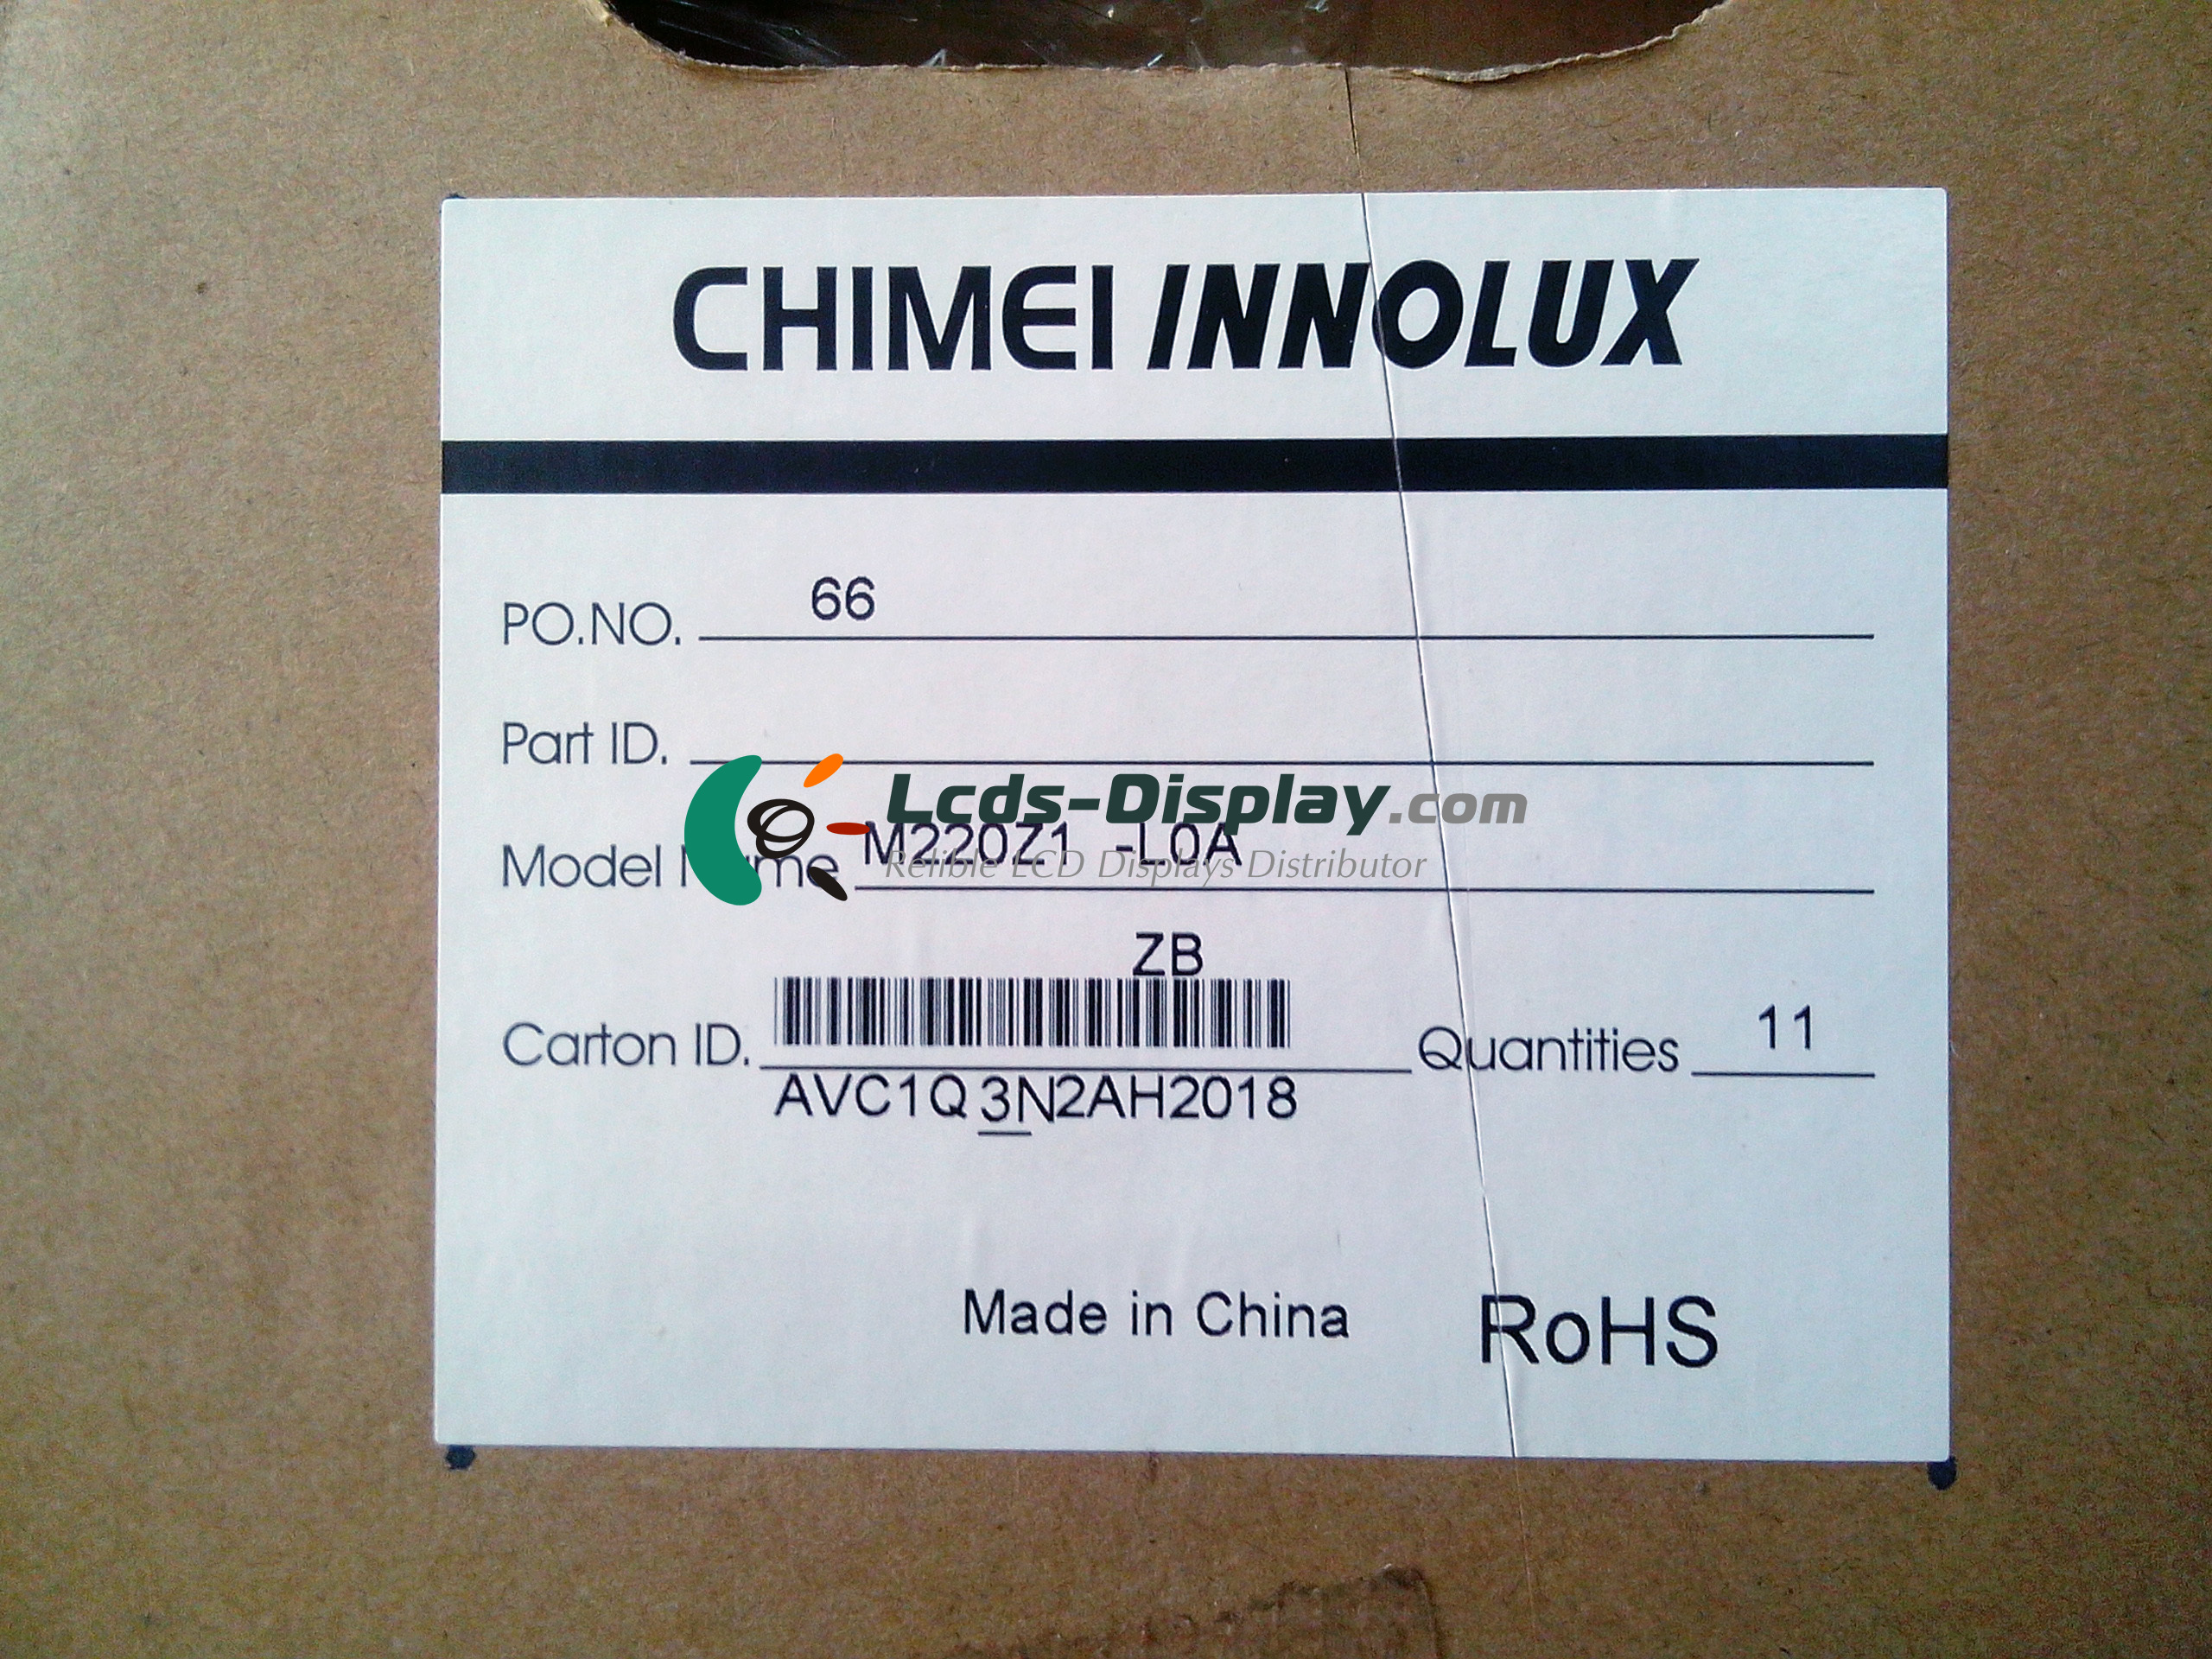 CHIMEI INNOLUX
PO.NO. 66
Part ID.
Lcds-Display.com
Model Name M220Z1 -L0A
Relible LCD Displays Distributor
ZB
Carton ID. Quantities 11
AVC1Q3N2AH2018
Made in China RoHS